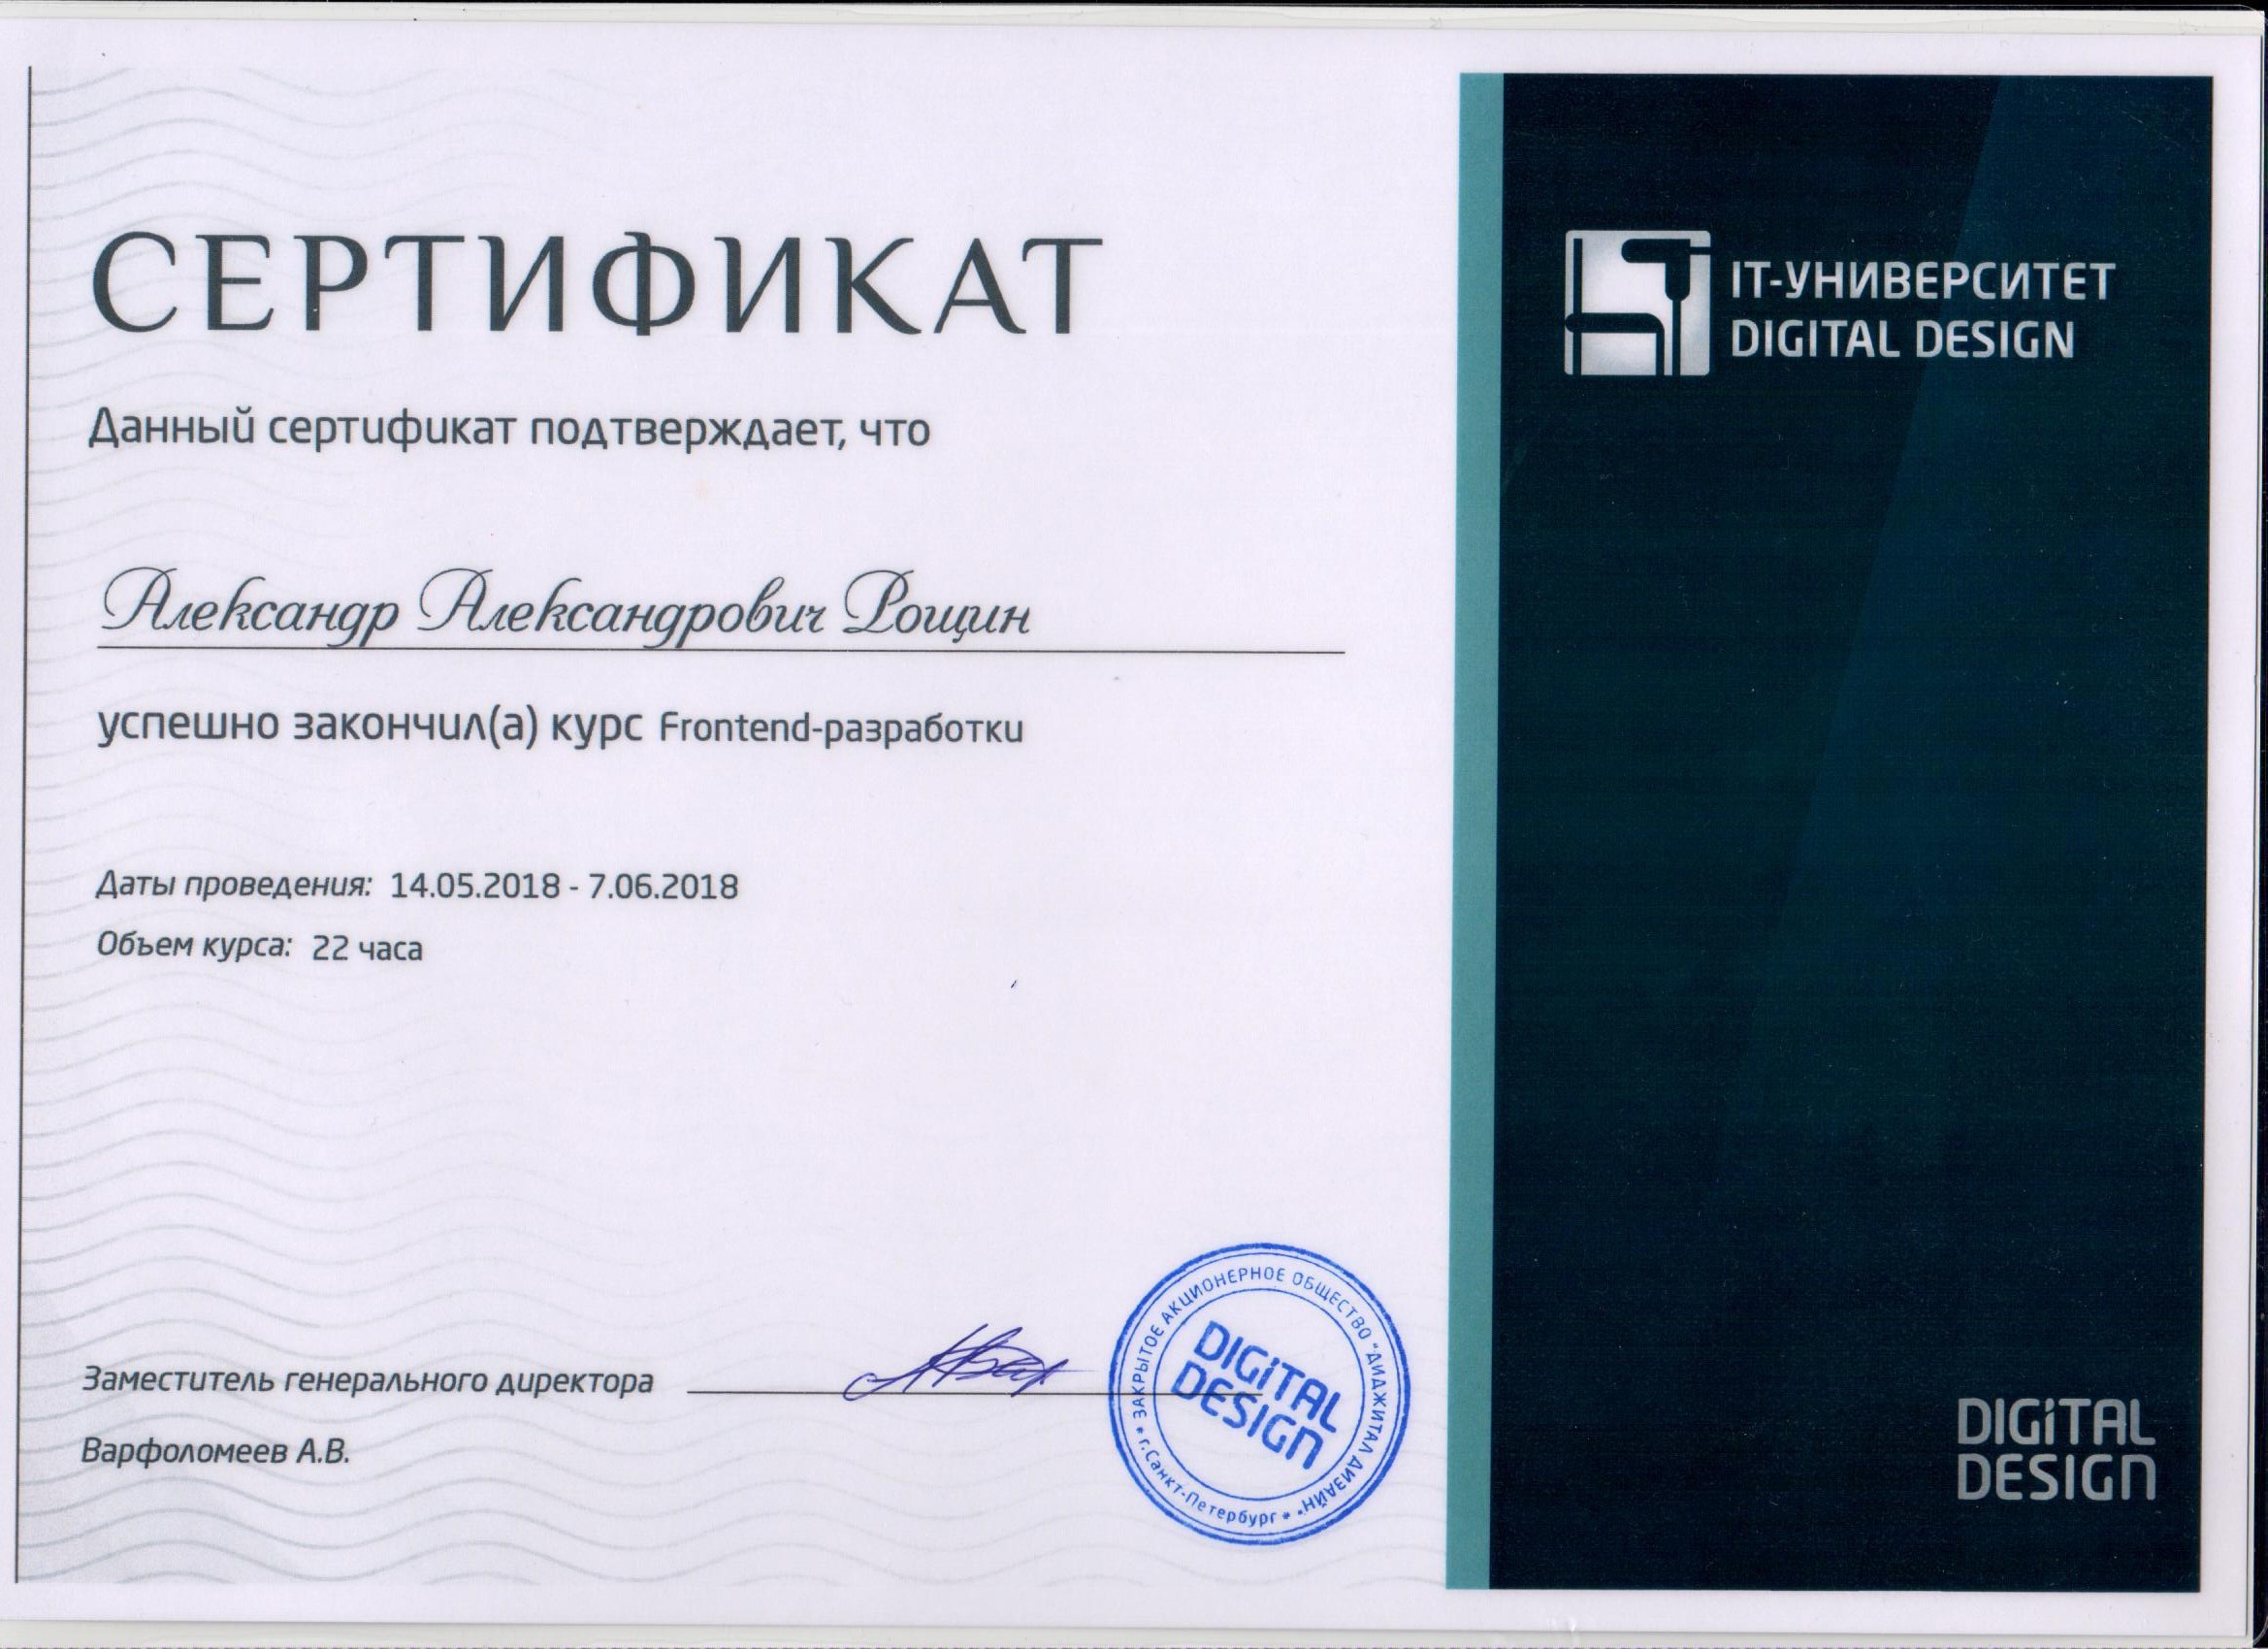 СЕРТИФИКАТ
Данный сертификат подтверждает, что
Александр Александрович Рощин
успешно закончил(а) курс Frontend-разработки
Даты проведения: 14.05.2018 - 7.06.2018
Объем курса: 22 часа
Заместитель генерального директора
Варфоломеев А.В.
ЗАКРЫТОЕ АКЦИОНЕРНОЕ ОБЩЕСТВО "ДИДЖИТАЛ ДИЗАЙН"
* г.Санкт-Петербург *
DIGITAL
DESIGN
IT-УНИВЕРСИТЕТ
DIGITAL DESIGN
DIGITAL
DESIGN